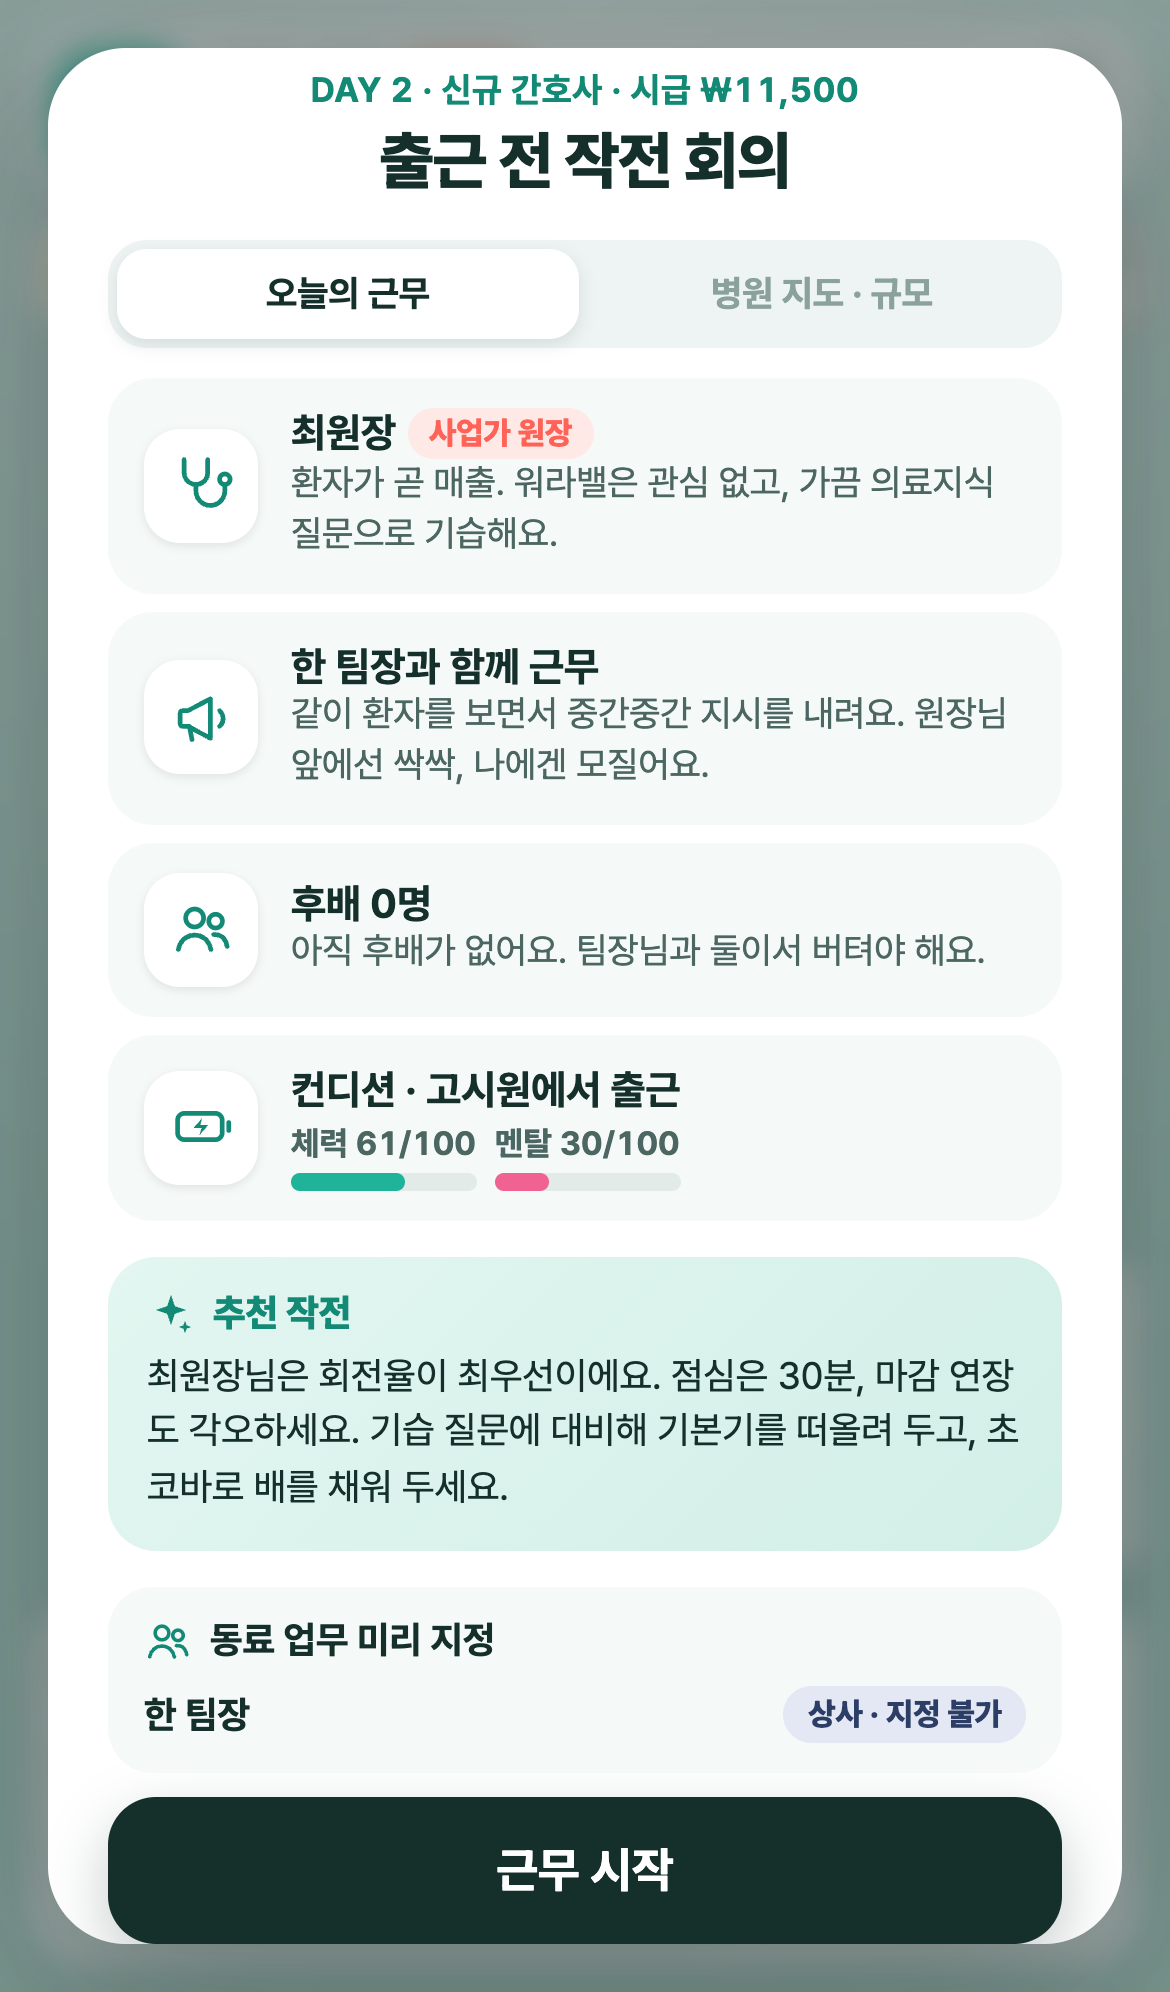 DAY 2 · 신규 간호사 · 시급 ₩11,500
출근 전 작전 회의
오늘의 근무
병원 지도 · 규모
최원장 사업가 원장
환자가 곧 매출. 워라밸은 관심 없고, 가끔 의료지식
질문으로 기습해요.
한 팀장과 함께 근무
같이 환자를 보면서 중간중간 지시를 내려요. 원장님
앞에선 싹싹, 나에겐 모질어요.
후배 0명
아직 후배가 없어요. 팀장님과 둘이서 버텨야 해요.
컨디션 · 고시원에서 출근
체력 61/100 멘탈 30/100
추천 작전
최원장님은 회전율이 최우선이에요. 점심은 30분, 마감 연장
도 각오하세요. 기습 질문에 대비해 기본기를 떠올려 두고, 초
코바로 배를 채워 두세요.
동료 업무 미리 지정
한 팀장 상사 · 지정 불가
근무 시작